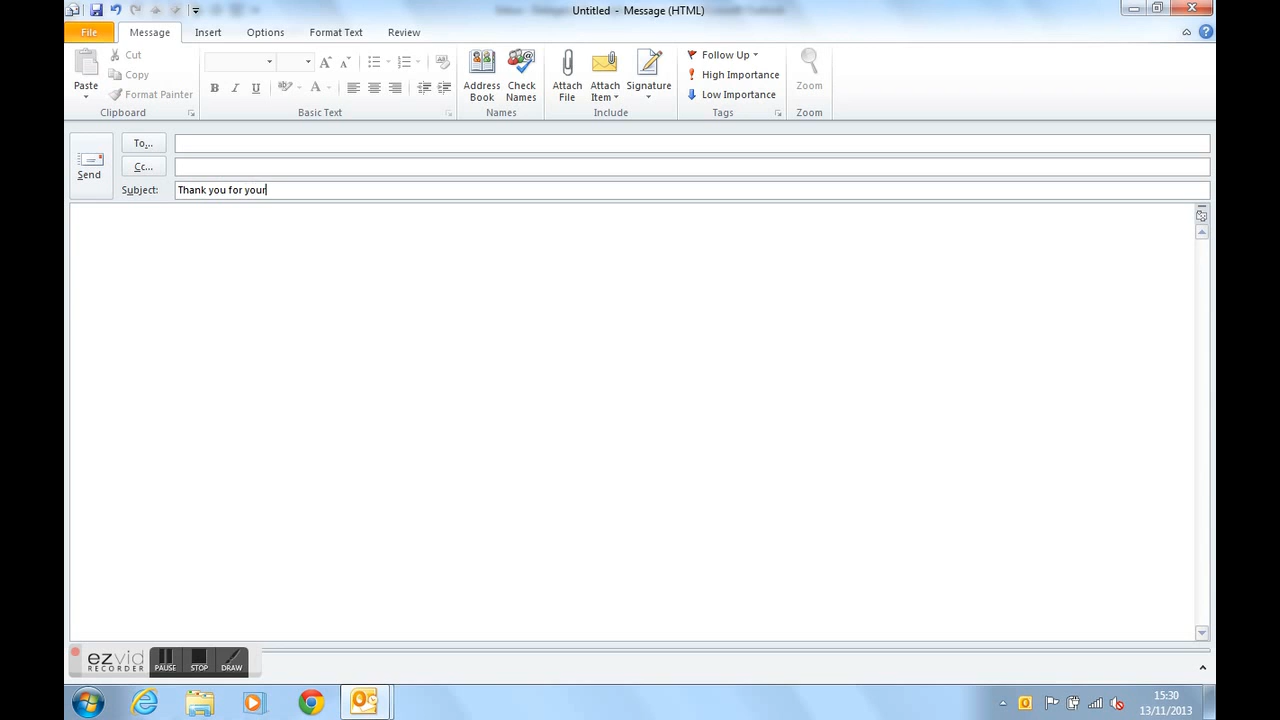 Untitled - Message (HTML)
File Message Insert Options Format Text Review
Paste
Cut
Copy
Format Painter
Clipboard
B I U
Basic Text
Address Book
Check Names
Names
Attach File
Attach Item
Signature
Include
Follow Up
High Importance
Low Importance
Tags
Zoom
Zoom
Send
To...
Cc...
Subject: Thank you for your
ezvid
RECORDER
PAUSE STOP DRAW
15:30
13/11/2013